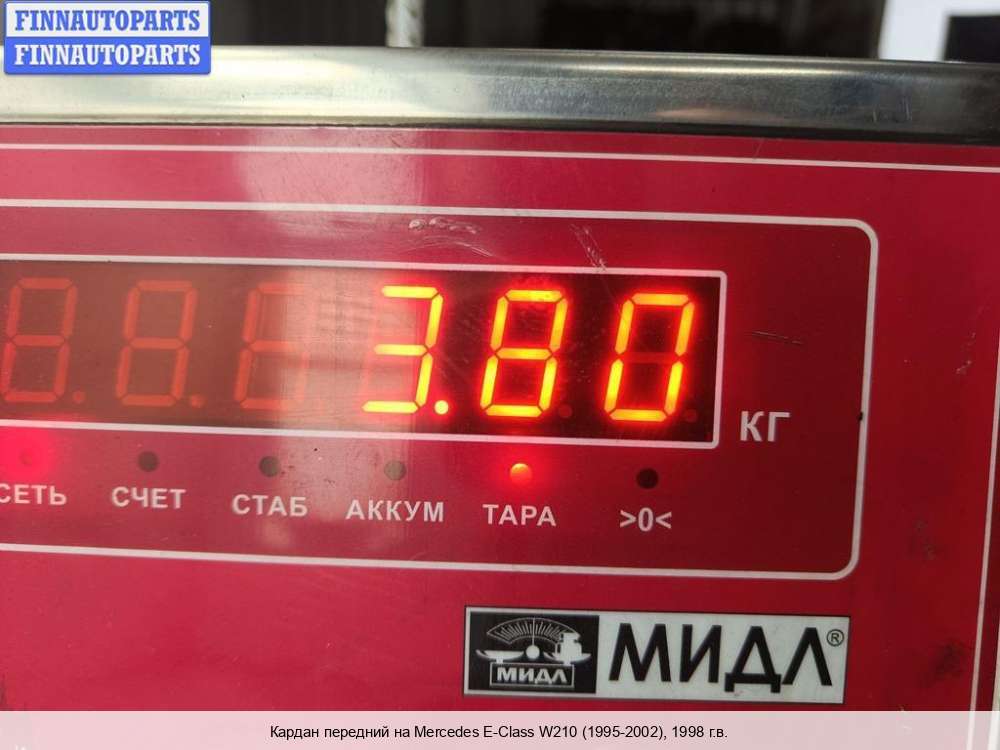 FINNAUTOPARTS
FINNAUTOPARTS
3.80
КГ
СЕТЬ СЧЕТ СТАБ АККУМ ТАРА >0<
МИДЛ МИДЛ®
Кардан передний на Mercedes E-Class W210 (1995-2002), 1998 г.в.